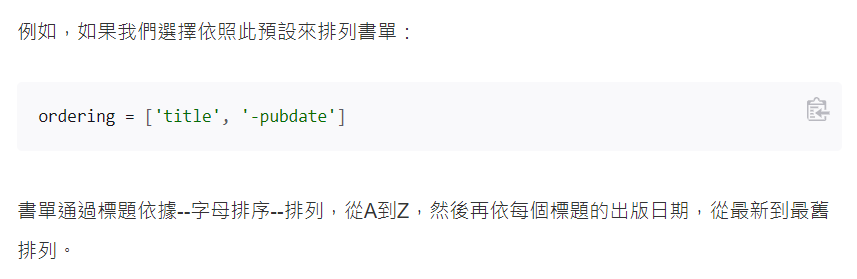 例如，如果我們選擇依照此預設來排列書單：
ordering = ['title', '-pubdate']
書單通過標題依據--字母排序--排列，從A到Z，然後再依每個標題的出版日期，從最新到最舊
排列。